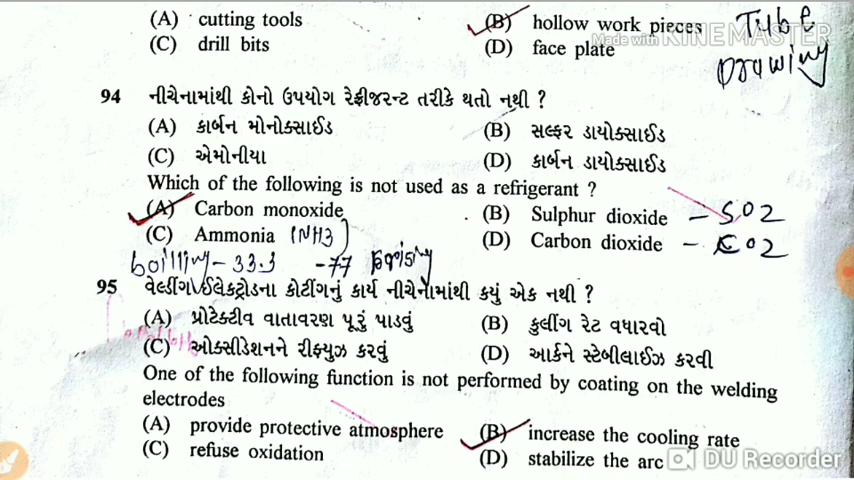 (A) cutting tools (B) hollow work pieces Tube
(C) drill bits (D) face plate Drawing
Made with KINEMASTER
94 નીચેનામાંથી કોનો ઉપયોગ રેફ્રીજરન્ટ તરીકે થતો નથી ?
(A) કાર્બન મોનોક્સાઈડ (B) સલ્ફર ડાયોક્સાઈડ
(C) એમોનીયા (D) કાર્બન ડાયોક્સાઈડ
Which of the following is not used as a refrigerant ?
(A) Carbon monoxide (B) Sulphur dioxide – SO2
(C) Ammonia (NH3) (D) Carbon dioxide – CO2
boilling – 33.3 -77
95 વેલ્ડીંગ ઈલેક્ટ્રોડના કોટીંગનું કાર્ય નીચેનામાંથી કયું એક નથી ?
(A) પ્રોટેક્ટીવ વાતાવરણ પૂરું પાડવું (B) કુલીંગ રેટ વધારવો
(C) ઓક્સીડેશનને રીફ્યુઝ કરવું (D) આર્કને સ્ટેબીલાઈઝ કરવી
One of the following function is not performed by coating on the welding
electrodes
(A) provide protective atmosphere (B) increase the cooling rate
(C) refuse oxidation (D) stabilize the arc
DU Recorder